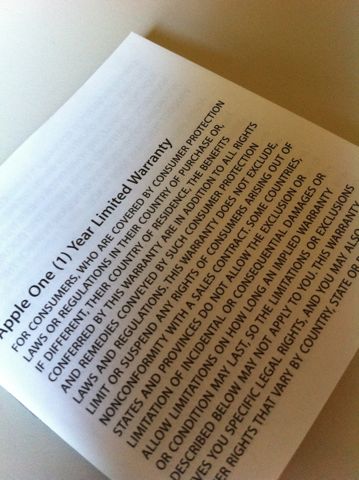 Apple One (1) Year Limited Warranty
FOR CONSUMERS, WHO ARE COVERED BY CONSUMER PROTECTION
LAWS OR REGULATIONS IN THEIR COUNTRY OF PURCHASE OR,
IF DIFFERENT, THEIR COUNTRY OF RESIDENCE, THE BENEFITS
CONFERRED BY THIS WARRANTY ARE IN ADDITION TO ALL RIGHTS
AND REMEDIES CONVEYED BY SUCH CONSUMER PROTECTION
LAWS AND REGULATIONS. THIS WARRANTY DOES NOT EXCLUDE,
LIMIT OR SUSPEND ANY RIGHTS OF CONSUMERS ARISING OUT OF
NONCONFORMITY WITH A SALES CONTRACT. SOME COUNTRIES,
STATES AND PROVINCES DO NOT ALLOW THE EXCLUSION OR
LIMITATION OF INCIDENTAL OR CONSEQUENTIAL DAMAGES OR
ALLOW LIMITATIONS ON HOW LONG AN IMPLIED WARRANTY
OR CONDITION MAY LAST, SO THE LIMITATIONS OR EXCLUSIONS
DESCRIBED BELOW MAY NOT APPLY TO YOU. THIS WARRANTY
VES YOU SPECIFIC LEGAL RIGHTS, AND YOU MAY ALSO
ER RIGHTS THAT VARY BY COUNTRY, STATE OR